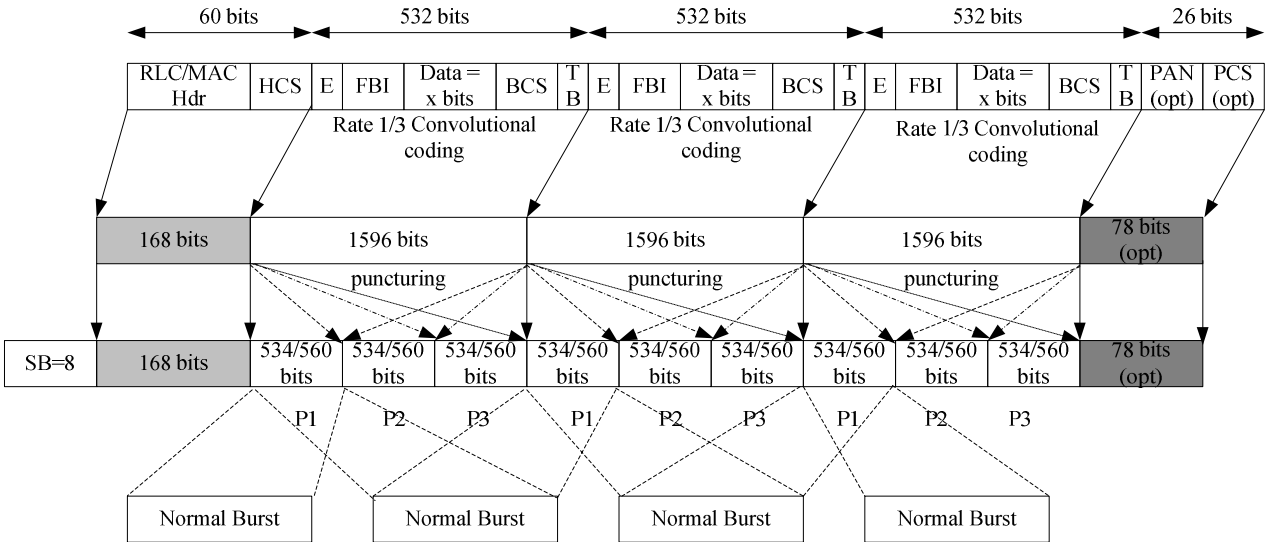 60 bits
532 bits
532 bits
532 bits
26 bits
RLC/MAC
Hdr
HCS
E
FBI
Data =
x bits
BCS
T
B
E
FBI
Data =
x bits
BCS
T
B
E
FBI
Data =
x bits
BCS
T
B
PAN
(opt)
PCS
(opt)
Rate 1/3 Convolutional
coding
Rate 1/3 Convolutional
coding
Rate 1/3 Convolutional
coding
168 bits
1596 bits
1596 bits
1596 bits
78 bits
(opt)
puncturing
puncturing
puncturing
SB=8
168 bits
534/560
bits
534/560
bits
534/560
bits
534/560
bits
534/560
bits
534/560
bits
534/560
bits
534/560
bits
534/560
bits
78 bits
(opt)
P1
P2
P3
P1
P2
P3
P1
P2
P3
Normal Burst
Normal Burst
Normal Burst
Normal Burst